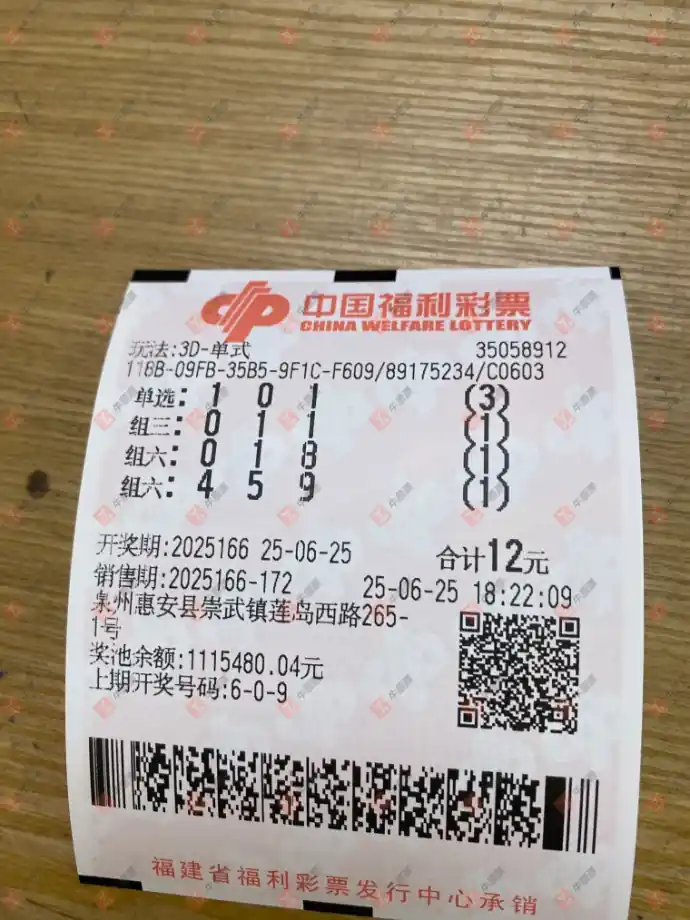 中国福利彩票
CHINA WELFARE LOTTERY
玩法:3D-单式 35058912
118B-09FB-35B5-9F1C-F609/89175234/C0603
单选: 1 0 1 (3)
组三: 0 1 1 (1)
组六: 0 1 8 (1)
组六: 4 5 9 (1)
开奖期:2025166 25-06-25 合计12元
销售期:2025166-172 25-06-25 18:22:09
泉州惠安县崇武镇莲岛西路265-
1号
奖池余额:1115480.04元
上期开奖号码:6-0-9
福建省福利彩票发行中心承销